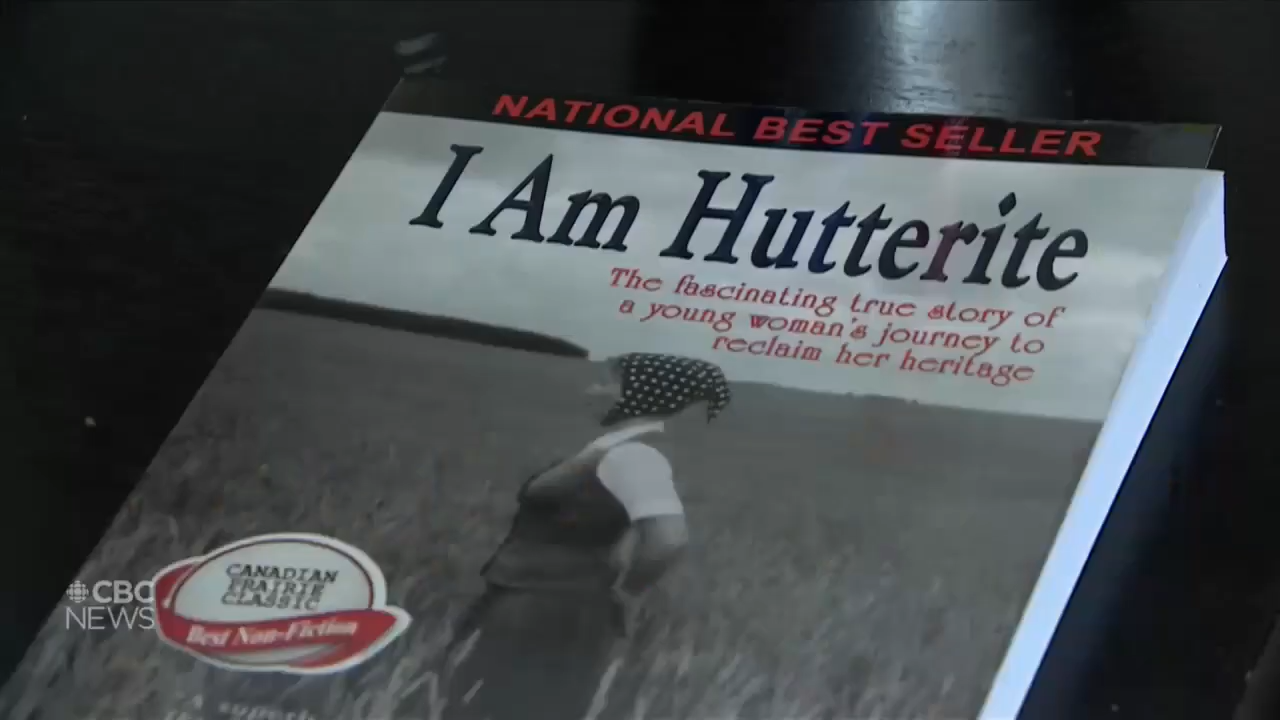 NATIONAL BEST SELLER
I Am Hutterite
The fascinating true story of
a young woman's journey to
reclaim her heritage
CANADIAN
PRAIRIE
CLASSIC
Best Non-Fiction
CBC
NEWS